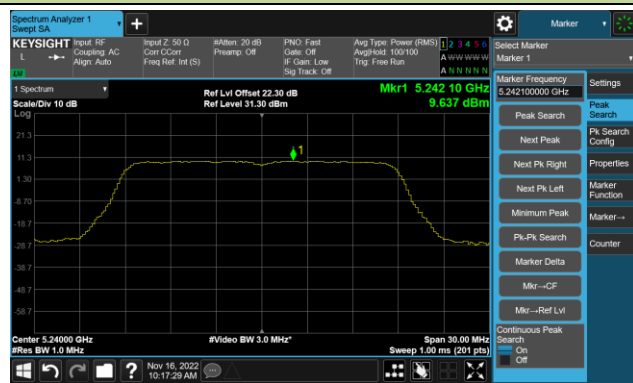 Spectrum Analyzer 1
Swept SA
Marker
KEYSIGHT
L
Input: RF
Coupling: AC
Align: Auto
Input Z: 50 Ω
Corr CCorr
Freq Ref: Int (S)
#Atten: 20 dB
Preamp: Off
PNO: Fast
Gate: Off
IF Gain: Low
Sig Track: Off
Avg Type: Power (RMS)
Avg|Hold: 100/100
Trig: Free Run
1 2 3 4 5 6
A W W W W W
A N N N N N
Select Marker
Marker 1
1 Spectrum
Scale/Div 10 dB
Log
Ref Lvl Offset 22.30 dB
Ref Level 31.30 dBm
Mkr1 5.242 10 GHz
9.637 dBm
21.3
11.3
1.30
-8.70
-18.7
-28.7
-38.7
-48.7
-58.7
1
Center 5.24000 GHz
#Res BW 1.0 MHz
#Video BW 3.0 MHz*
Span 30.00 MHz
Sweep 1.00 ms (201 pts)
Marker Frequency
5.242100000 GHz
Peak Search
Next Peak
Next Pk Right
Next Pk Left
Minimum Peak
Pk-Pk Search
Marker Delta
Mkr→CF
Mkr→Ref Lvl
Continuous Peak
Search
On
Off
Settings
Peak
Search
Pk Search
Config
Properties
Marker
Function
Marker→
Counter
?
Nov 16, 2022
10:17:29 AM